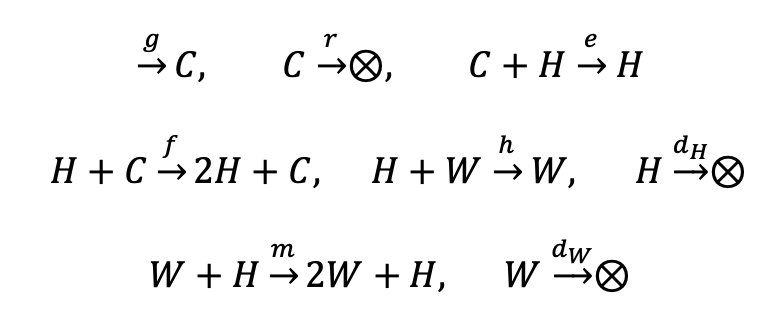 →^g C, C →^r ⊗, C + H →^e H
H + C →^f 2H + C, H + W →^h W, H →^{d_H} ⊗
W + H →^m 2W + H, W →^{d_W} ⊗